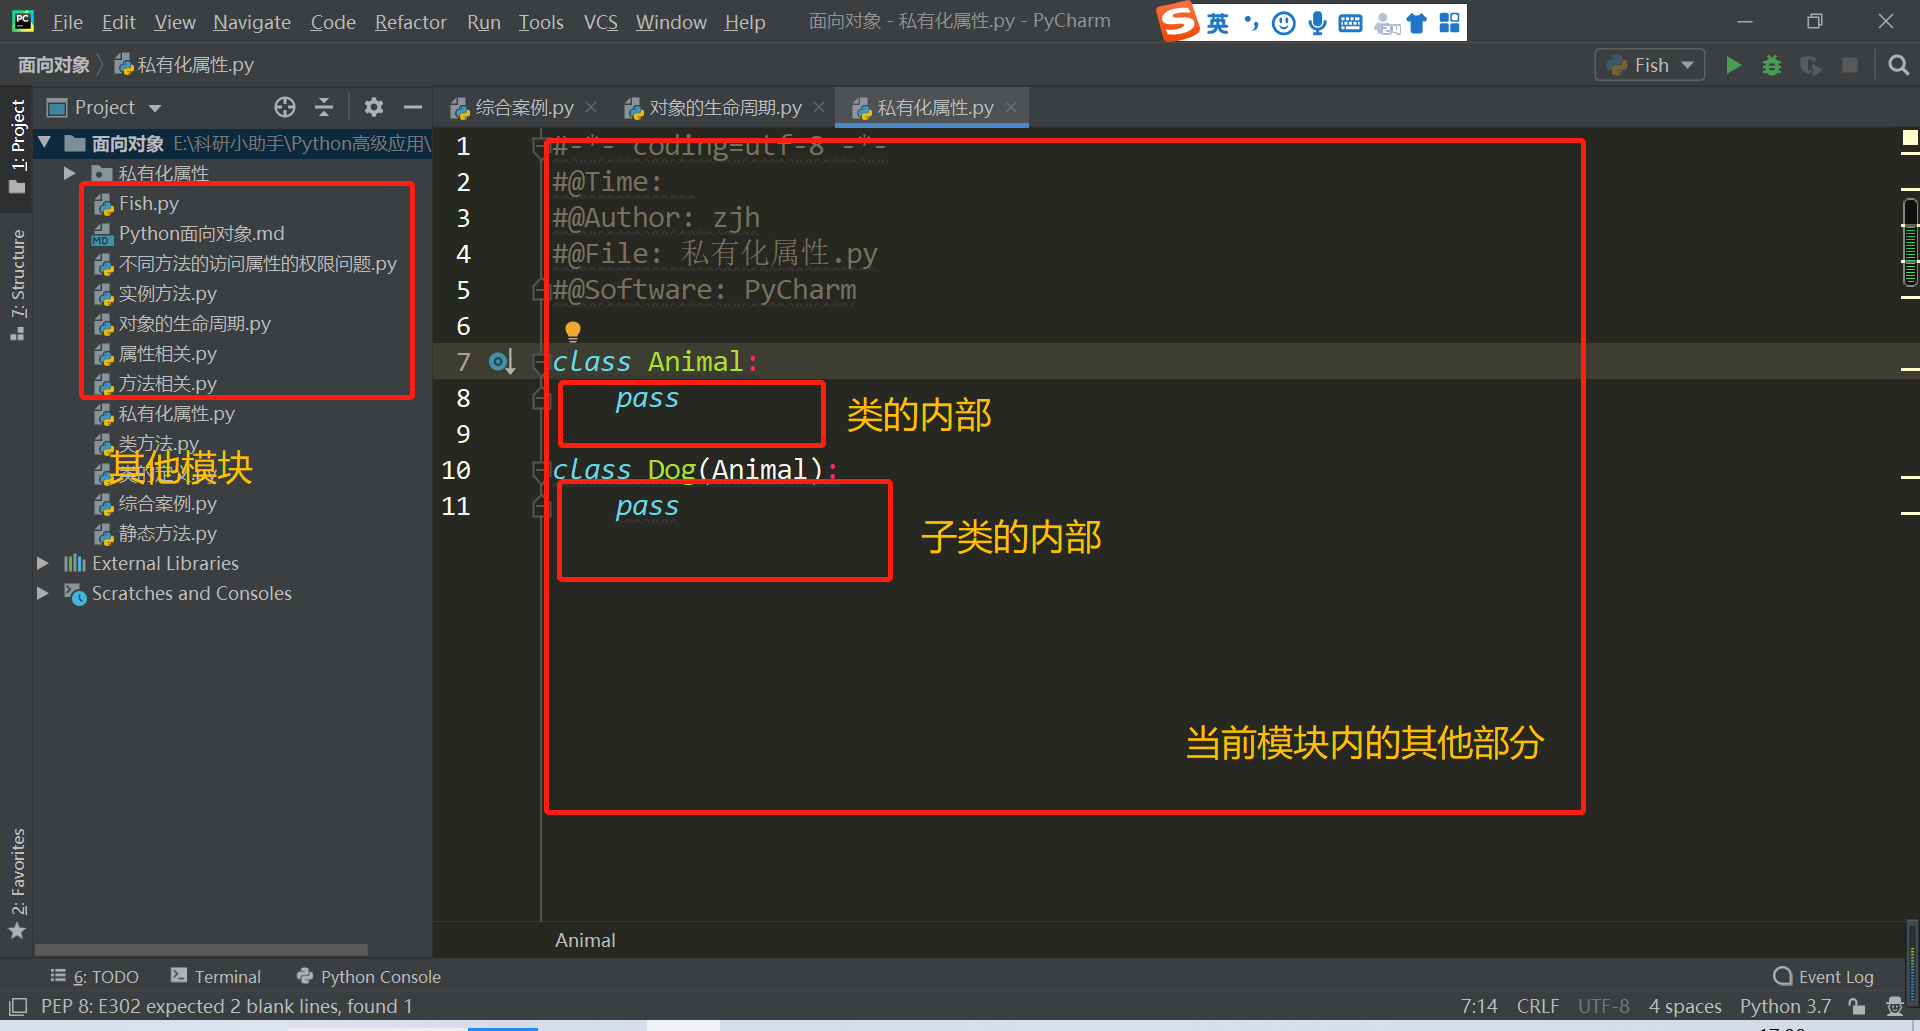 File Edit View Navigate Code Refactor Run Tools VCS Window Help 面向对象 - 私有化属性.py - PyCharm 英
面向对象 私有化属性.py Fish
Project 综合案例.py 对象的生命周期.py 私有化属性.py
1: Project
7: Structure
2: Favorites
面向对象 E:\科研小助手\Python高级应用\
私有化属性
Fish.py
Python面向对象.md
不同方法的访问属性的权限问题.py
实例方法.py
对象的生命周期.py
属性相关.py
方法相关.py
私有化属性.py
类方法.py
类的定义.py
其他模块
综合案例.py
静态方法.py
External Libraries
Scratches and Consoles
1 #-*- coding=utf-8 -*-
2 #@Time:
3 #@Author: zjh
4 #@File: 私有化属性.py
5 #@Software: PyCharm
6
7 class Animal:
8 pass
类的内部
9
10 class Dog(Animal):
11 pass
子类的内部
当前模块内的其他部分
Animal
6: TODO Terminal Python Console Event Log
PEP 8: E302 expected 2 blank lines, found 1 7:14 CRLF UTF-8 4 spaces Python 3.7